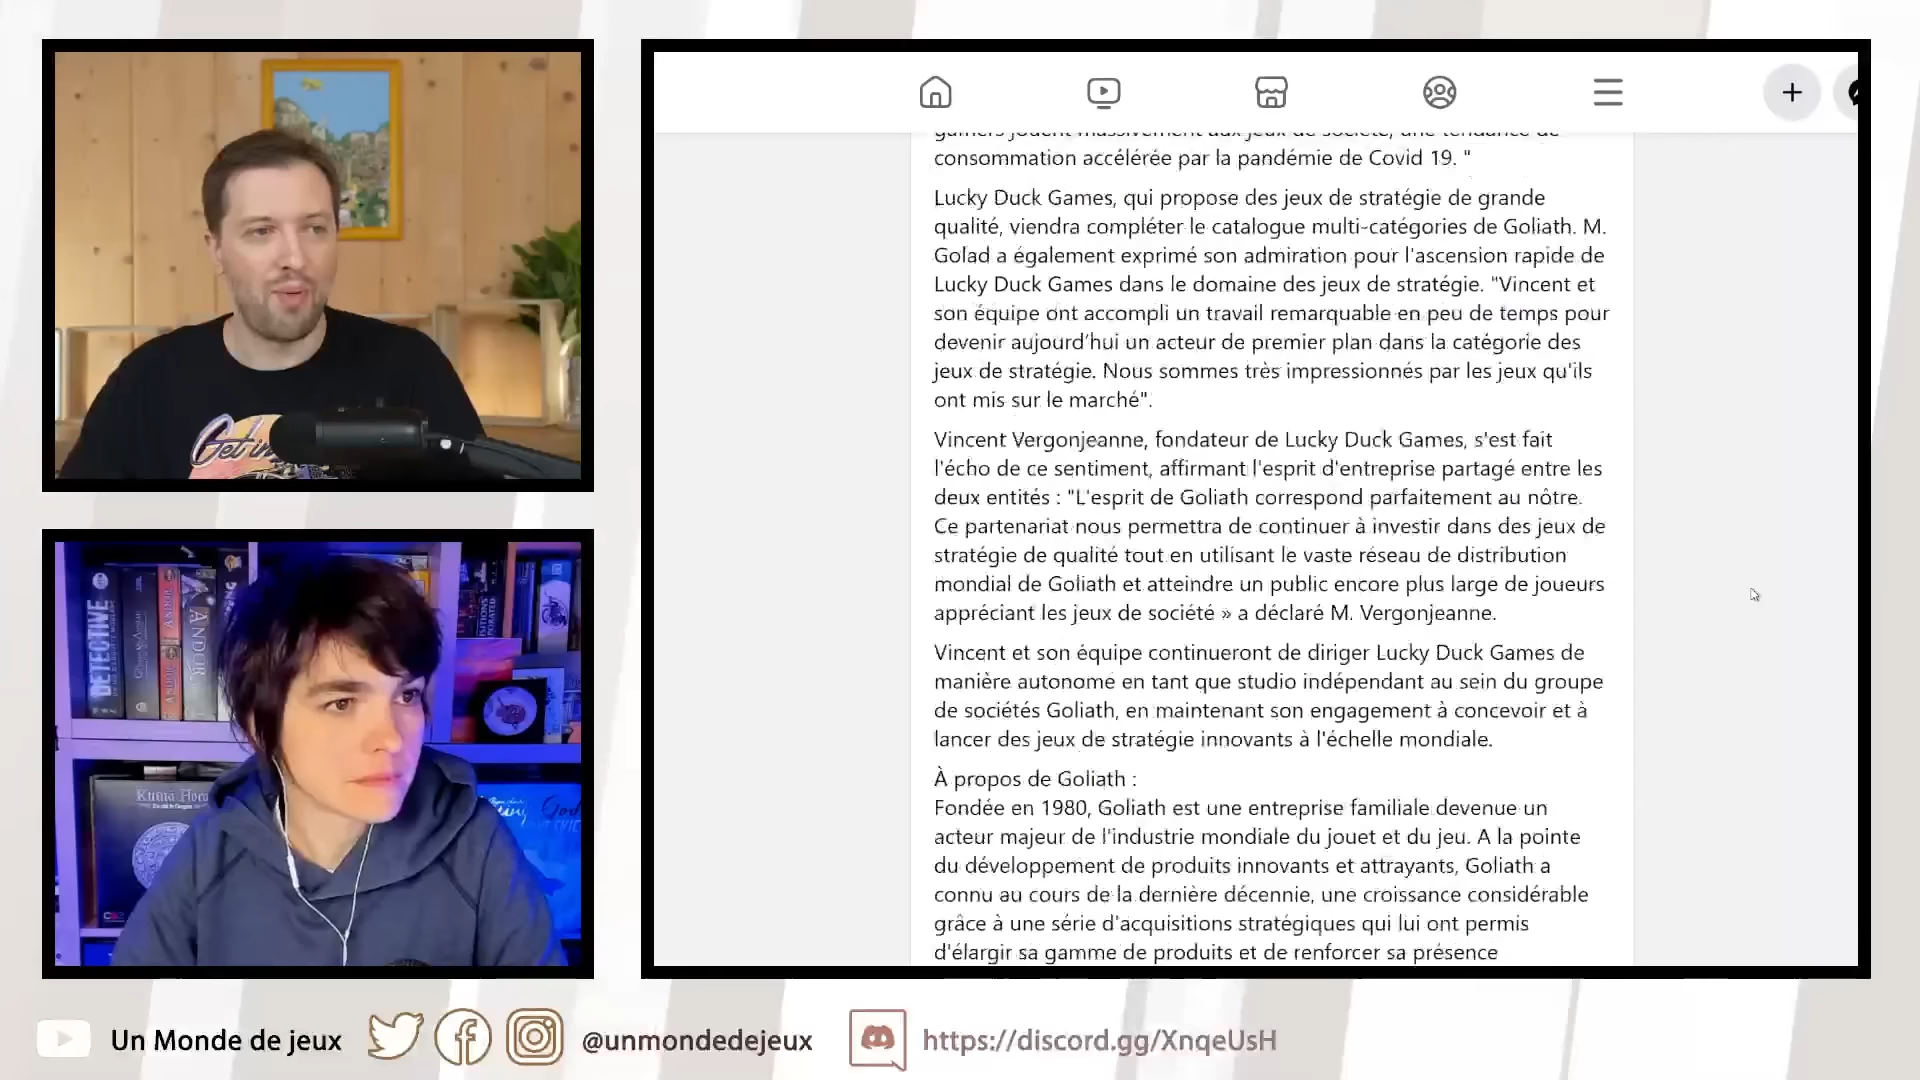 gamers jouent massivement aux jeux de société, une tendance de
consommation accélérée par la pandémie de Covid 19. "
Lucky Duck Games, qui propose des jeux de stratégie de grande
qualité, viendra compléter le catalogue multi-catégories de Goliath. M.
Golad a également exprimé son admiration pour l'ascension rapide de
Lucky Duck Games dans le domaine des jeux de stratégie. "Vincent et
son équipe ont accompli un travail remarquable en peu de temps pour
devenir aujourd'hui un acteur de premier plan dans la catégorie des
jeux de stratégie. Nous sommes très impressionnés par les jeux qu'ils
ont mis sur le marché".
Vincent Vergonjeanne, fondateur de Lucky Duck Games, s'est fait
l'écho de ce sentiment, affirmant l'esprit d'entreprise partagé entre les
deux entités : "L'esprit de Goliath correspond parfaitement au nôtre.
Ce partenariat nous permettra de continuer à investir dans des jeux de
stratégie de qualité tout en utilisant le vaste réseau de distribution
mondial de Goliath et atteindre un public encore plus large de joueurs
appréciant les jeux de société » a déclaré M. Vergonjeanne.
Vincent et son équipe continueront de diriger Lucky Duck Games de
manière autonome en tant que studio indépendant au sein du groupe
de sociétés Goliath, en maintenant son engagement à concevoir et à
lancer des jeux de stratégie innovants à l'échelle mondiale.
À propos de Goliath :
Fondée en 1980, Goliath est une entreprise familiale devenue un
acteur majeur de l'industrie mondiale du jouet et du jeu. A la pointe
du développement de produits innovants et attrayants, Goliath a
connu au cours de la dernière décennie, une croissance considérable
grâce à une série d'acquisitions stratégiques qui lui ont permis
d'élargir sa gamme de produits et de renforcer sa présence
Get in
DETECTIVE
ANDOR
ANDOR
Un Monde de jeux
@unmondedejeux
https://discord.gg/XnqeUsH